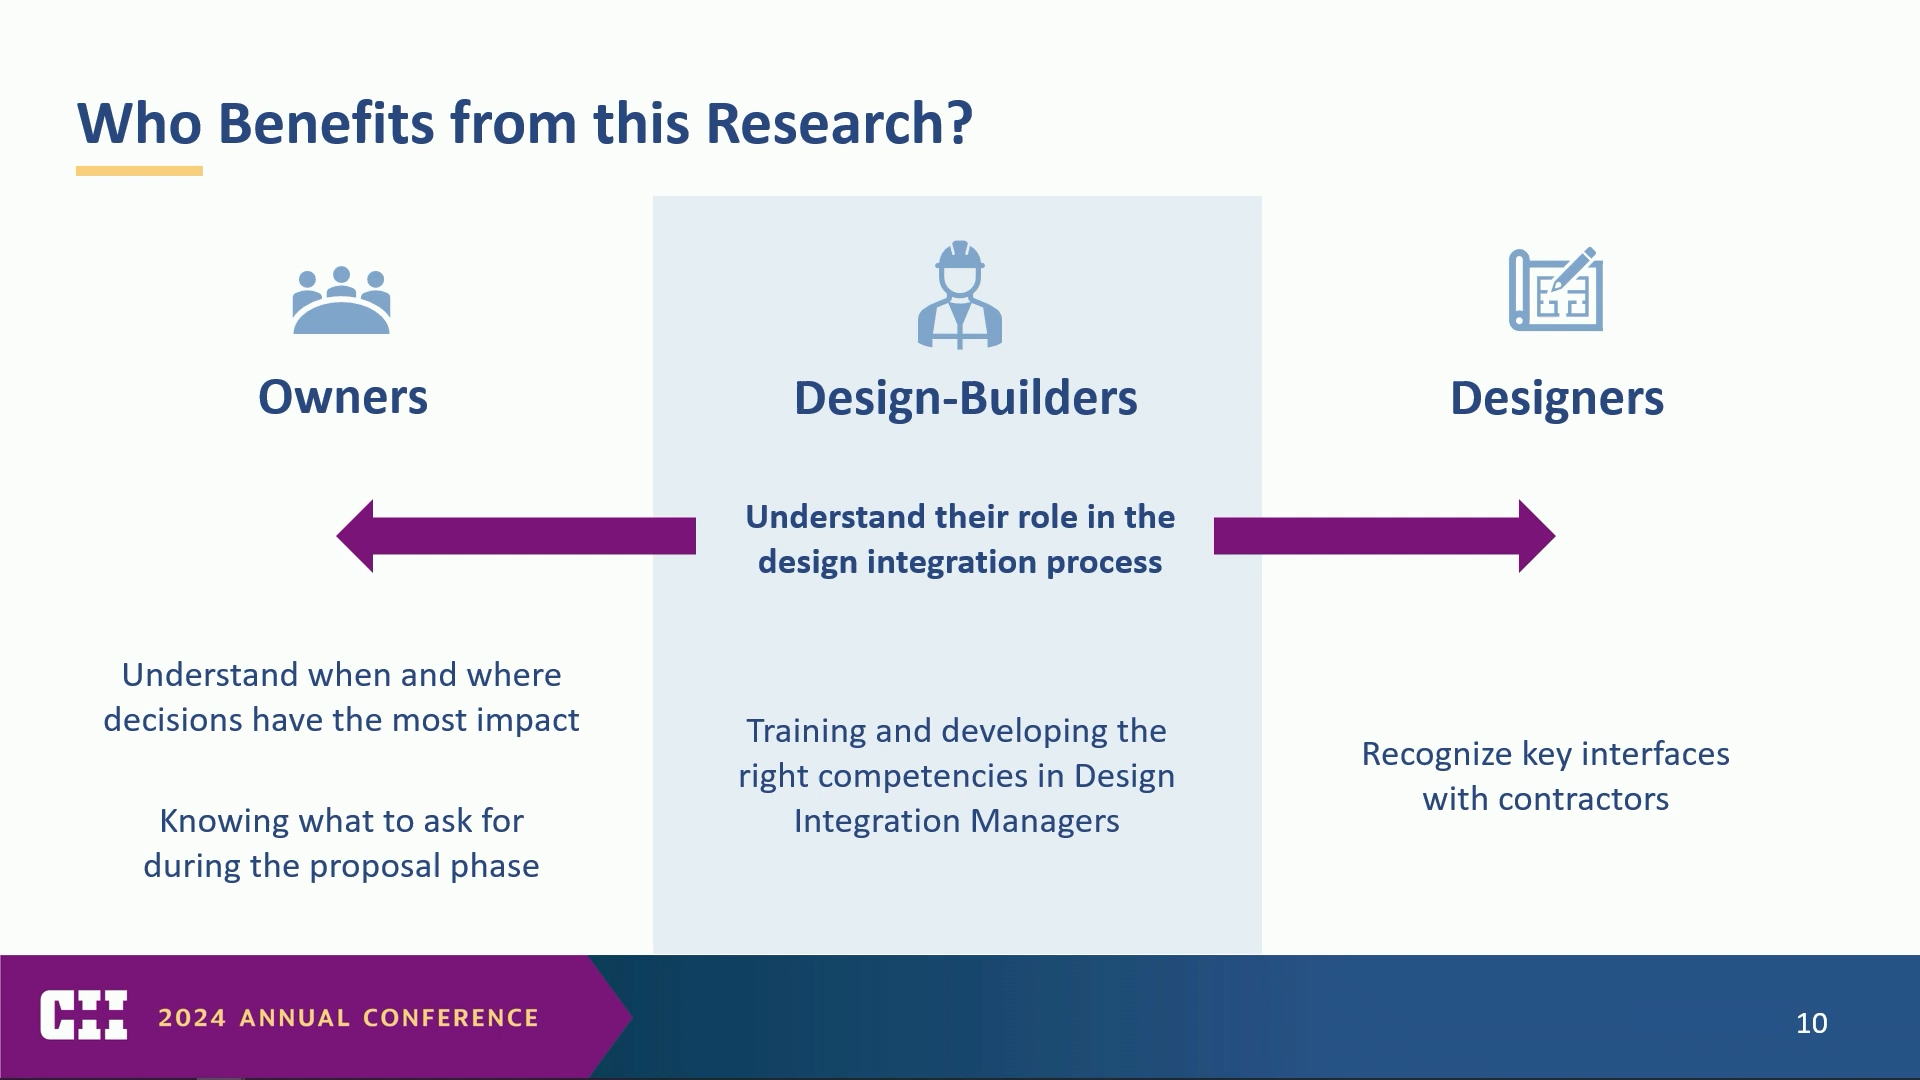 Who Benefits from this Research?
Owners
Design-Builders
Designers
Understand their role in the
design integration process
Understand when and where
decisions have the most impact
Knowing what to ask for
during the proposal phase
Training and developing the
right competencies in Design
Integration Managers
Recognize key interfaces
with contractors
CII
2024 ANNUAL CONFERENCE
10